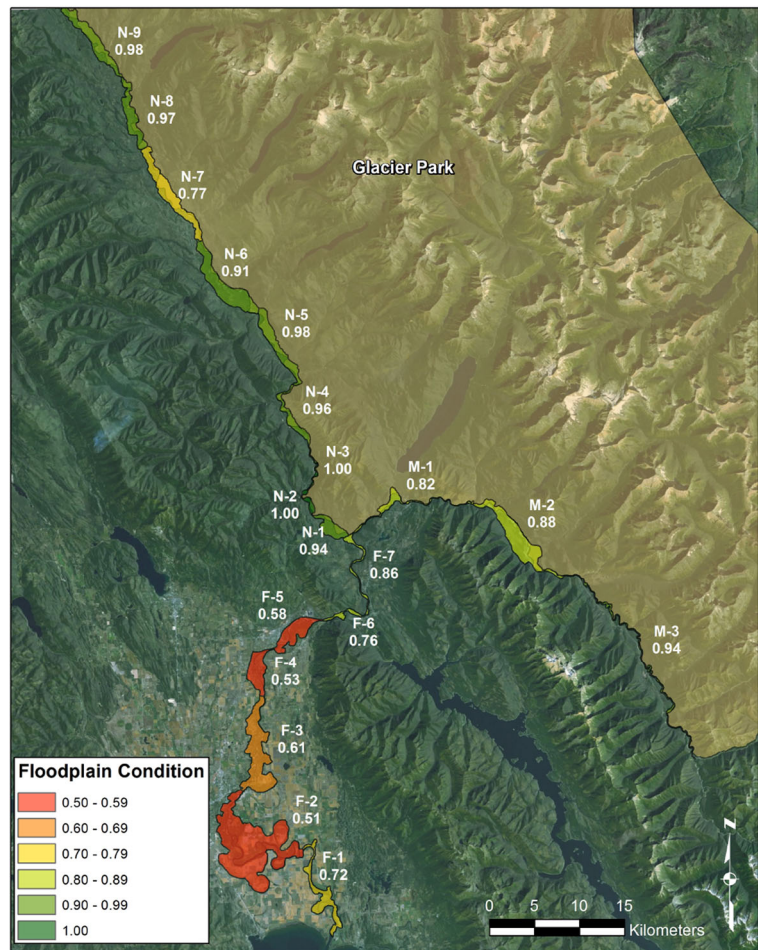 N-9
0.98
N-8
0.97
Glacier Park
N-7
0.77
N-6
0.91
N-5
0.98
N-4
0.96
N-3
1.00
M-1
0.82
N-2
1.00
M-2
0.88
N-1
0.94
F-7
0.86
F-5
0.58
F-6
0.76
M-3
0.94
F-4
0.53
F-3
0.61
Floodplain Condition
0.50 - 0.59
0.60 - 0.69
0.70 - 0.79
0.80 - 0.89
0.90 - 0.99
1.00
F-2
0.51
F-1
0.72
N
0 5 10 15
Kilometers